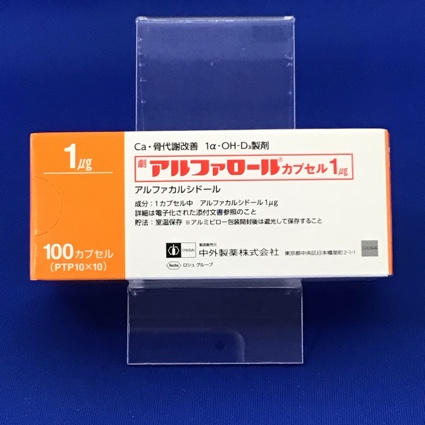 1μg
100カプセル
(PTP10×10)
Ca・骨代謝改善 1α-OH-D₃製剤
劇 アルファロール®カプセル1μg
アルファカルシドール
成分:1カプセル中 アルファカルシドール1μg
詳細は電子化された添付文書参照のこと
貯法:室温保存 ※アルミピロー包装開封後は遮光して保存すること
製造販売元
CHUGAI 中外製薬株式会社 東京都中央区日本橋室町2-1-1
Roche ロシュ グループ